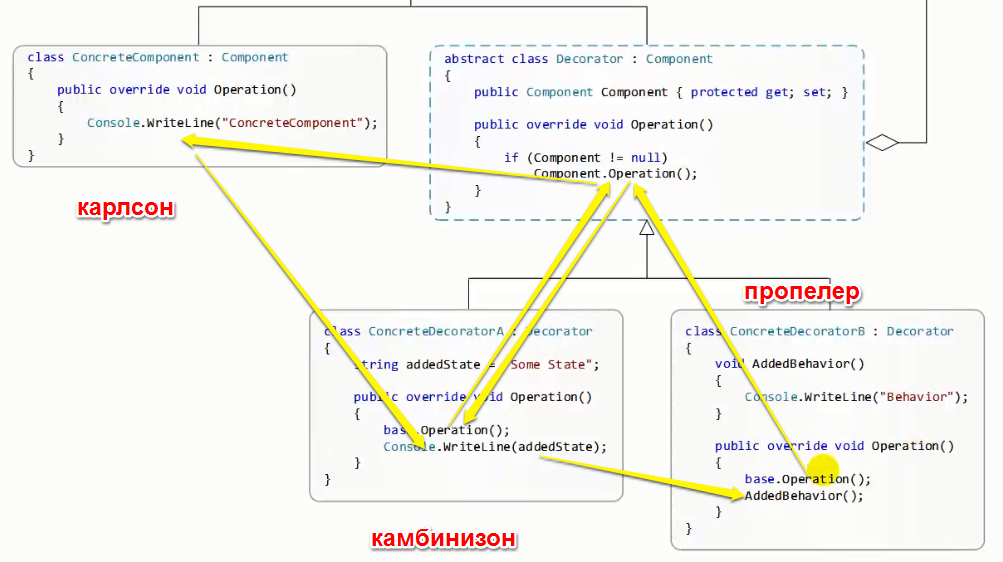 class ConcreteComponent : Component
{
public override void Operation()
{
Console.WriteLine("ConcreteComponent");
}
}
abstract class Decorator : Component
{
public Component Component { protected get; set; }
public override void Operation()
{
if (Component != null)
Component.Operation();
}
}
карлсон
пропелер
class ConcreteDecoratorA : Decorator
{
string addedState = "Some State";
public override void Operation()
{
base.Operation();
Console.WriteLine(addedState);
}
}
class ConcreteDecoratorB : Decorator
{
void AddedBehavior()
{
Console.WriteLine("Behavior");
}
public override void Operation()
{
base.Operation();
AddedBehavior();
}
}
камбинизон